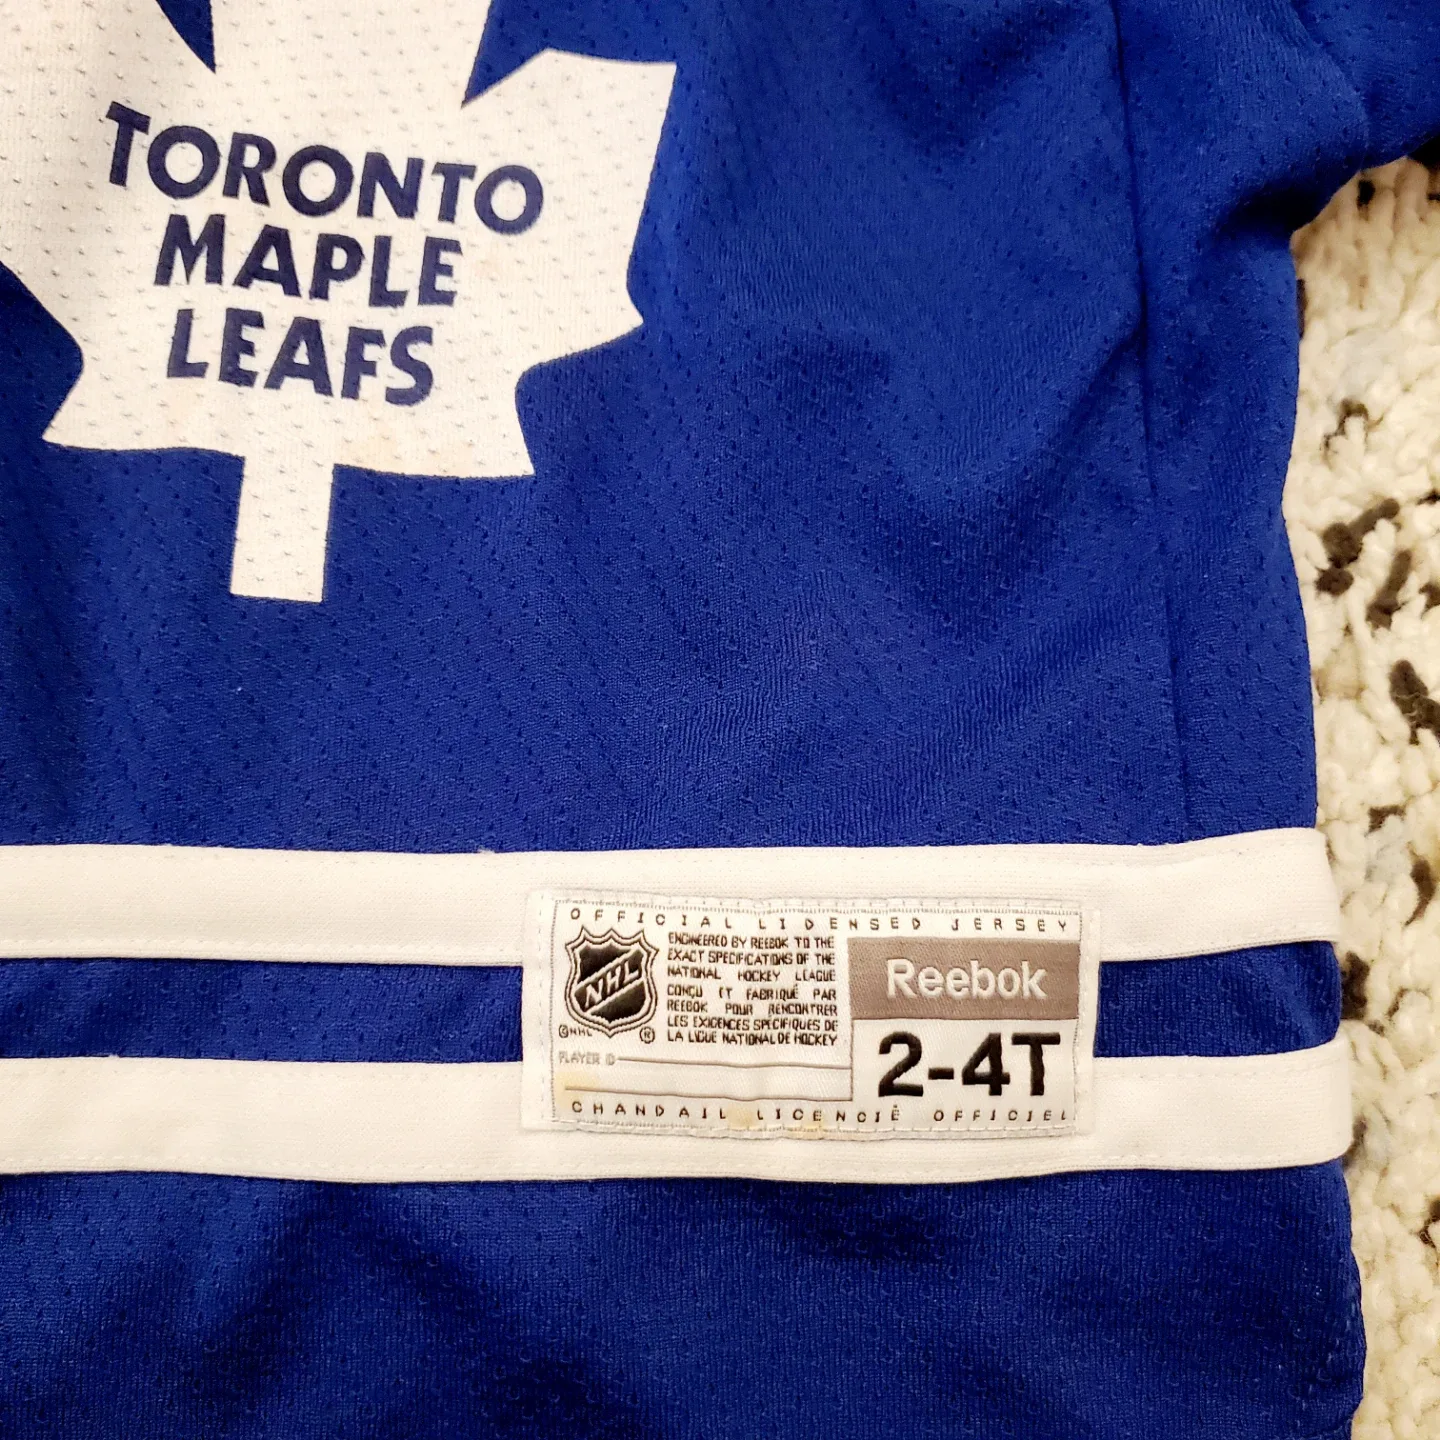 TORONTO
MAPLE
LEAFS
OFFICIAL LICENSED JERSEY
NHL
©NHL ®
ENGINEERED BY REEBOK TO THE
EXACT SPECIFICATIONS OF THE
NATIONAL HOCKEY LEAGUE
CONÇU ET FABRIQUÉ PAR
REEBOK POUR RENCONTRER
LES EXIGENCES SPÉCIFIQUES DE
LA LIGUE NATIONAL DE HOCKEY
PLAYER ID
Reebok
2-4T
CHANDAIL LICENCIÉ OFFICIEL